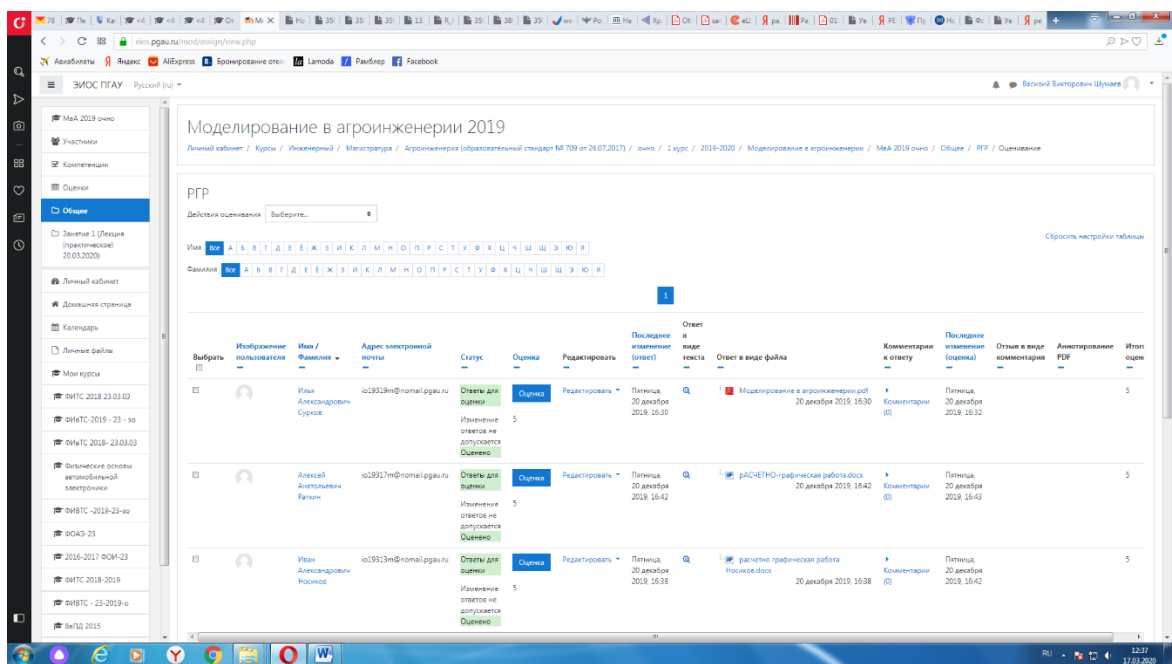 eios.pgau.ru/mod/assign/view.php
Авиабилеты Яндекс AliExpress Бронирование отеле Lamoda Рамблер Facebook
ЭИОС ПГАУ Русский (ru)
Василий Викторович Шумаев
МвА 2019 очно
Участники
Компетенции
Оценки
Общее
Занятие 1 (Лекция
(практическое)
20.03.2020)
Личный кабинет
Домашняя страница
Календарь
Личные файлы
Мои курсы
ФИТС 2018 23.03.03
ФИвТС-2019 - 23 - зо
ФИвТС 2018- 23.03.03
Физические основы
автомобильной
электроники
ФИВТС -2019-23-зо
ФОАЭ-23
2016-2017 ФОИ-23
ФИТС 2018-2019
ФИВТС - 23-2019-о
ВеПД 2015
Моделирование в агроинженерии 2019
Личный кабинет / Курсы / Инженерный / Магистратура / Агроинженерия (образовательный стандарт № 709 от 26.07.2017) / очно / 1 курс / 2019-2020 / Моделирование в агроинженерии / МвА 2019 очно / Общее / РГР / Оценивание
РГР
Действия оценивания Выберите...
Сбросить настройки таблицы
Имя Все А Б В Г Д Е Ё Ж З И К Л М Н О П Р С Т У Ф Х Ц Ч Ш Щ Э Ю Я
Фамилия Все А Б В Г Д Е Ё Ж З И К Л М Н О П Р С Т У Ф Х Ц Ч Ш Щ Э Ю Я
1
Выбрать
Изображение
пользователя
Имя /
Фамилия
Адрес электронной
почты
Статус
Оценка
Редактировать
Последнее
изменение
(ответ)
Ответ
в
виде
текста
Ответ в виде файла
Комментарии
к ответу
Последнее
изменение
(оценка)
Отзыв в виде
комментария
Аннотирование
PDF
Итого
оцен
Илья
Александрович
Сурков
io19319m@nomail.pgau.ru
Ответы для
оценки
Изменение
ответов не
допускается
Оценено
Оценка
5
Редактировать
Пятница,
20 декабря
2019, 16:30
Моделирование в агроинженерии.pdf
20 декабря 2019, 16:30
Комментарии
(0)
Пятница,
20 декабря
2019, 16:32
5
Алексей
Анатольевич
Раткин
io19317m@nomail.pgau.ru
Ответы для
оценки
Изменение
ответов не
допускается
Оценено
Оценка
5
Редактировать
Пятница,
20 декабря
2019, 16:42
рАСЧЕТНО-графическая работа.docx
20 декабря 2019, 16:42
Комментарии
(0)
Пятница,
20 декабря
2019, 16:43
5
Иван
Александрович
Носиков
io19313m@nomail.pgau.ru
Ответы для
оценки
Изменение
ответов не
допускается
Оценено
Оценка
5
Редактировать
Пятница,
20 декабря
2019, 16:38
расчетно графическая работа
Носиков.docx
20 декабря 2019, 16:38
Комментарии
(0)
Пятница,
20 декабря
2019, 16:42
5
RU
12:37
17.03.2020